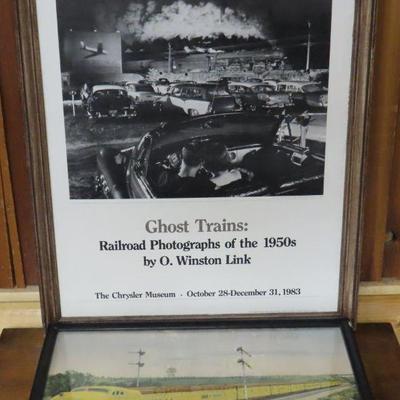 Ghost Trains:
Railroad Photographs of the 1950s
by O. Winston Link
The Chrysler Museum · October 28-December 31, 1983